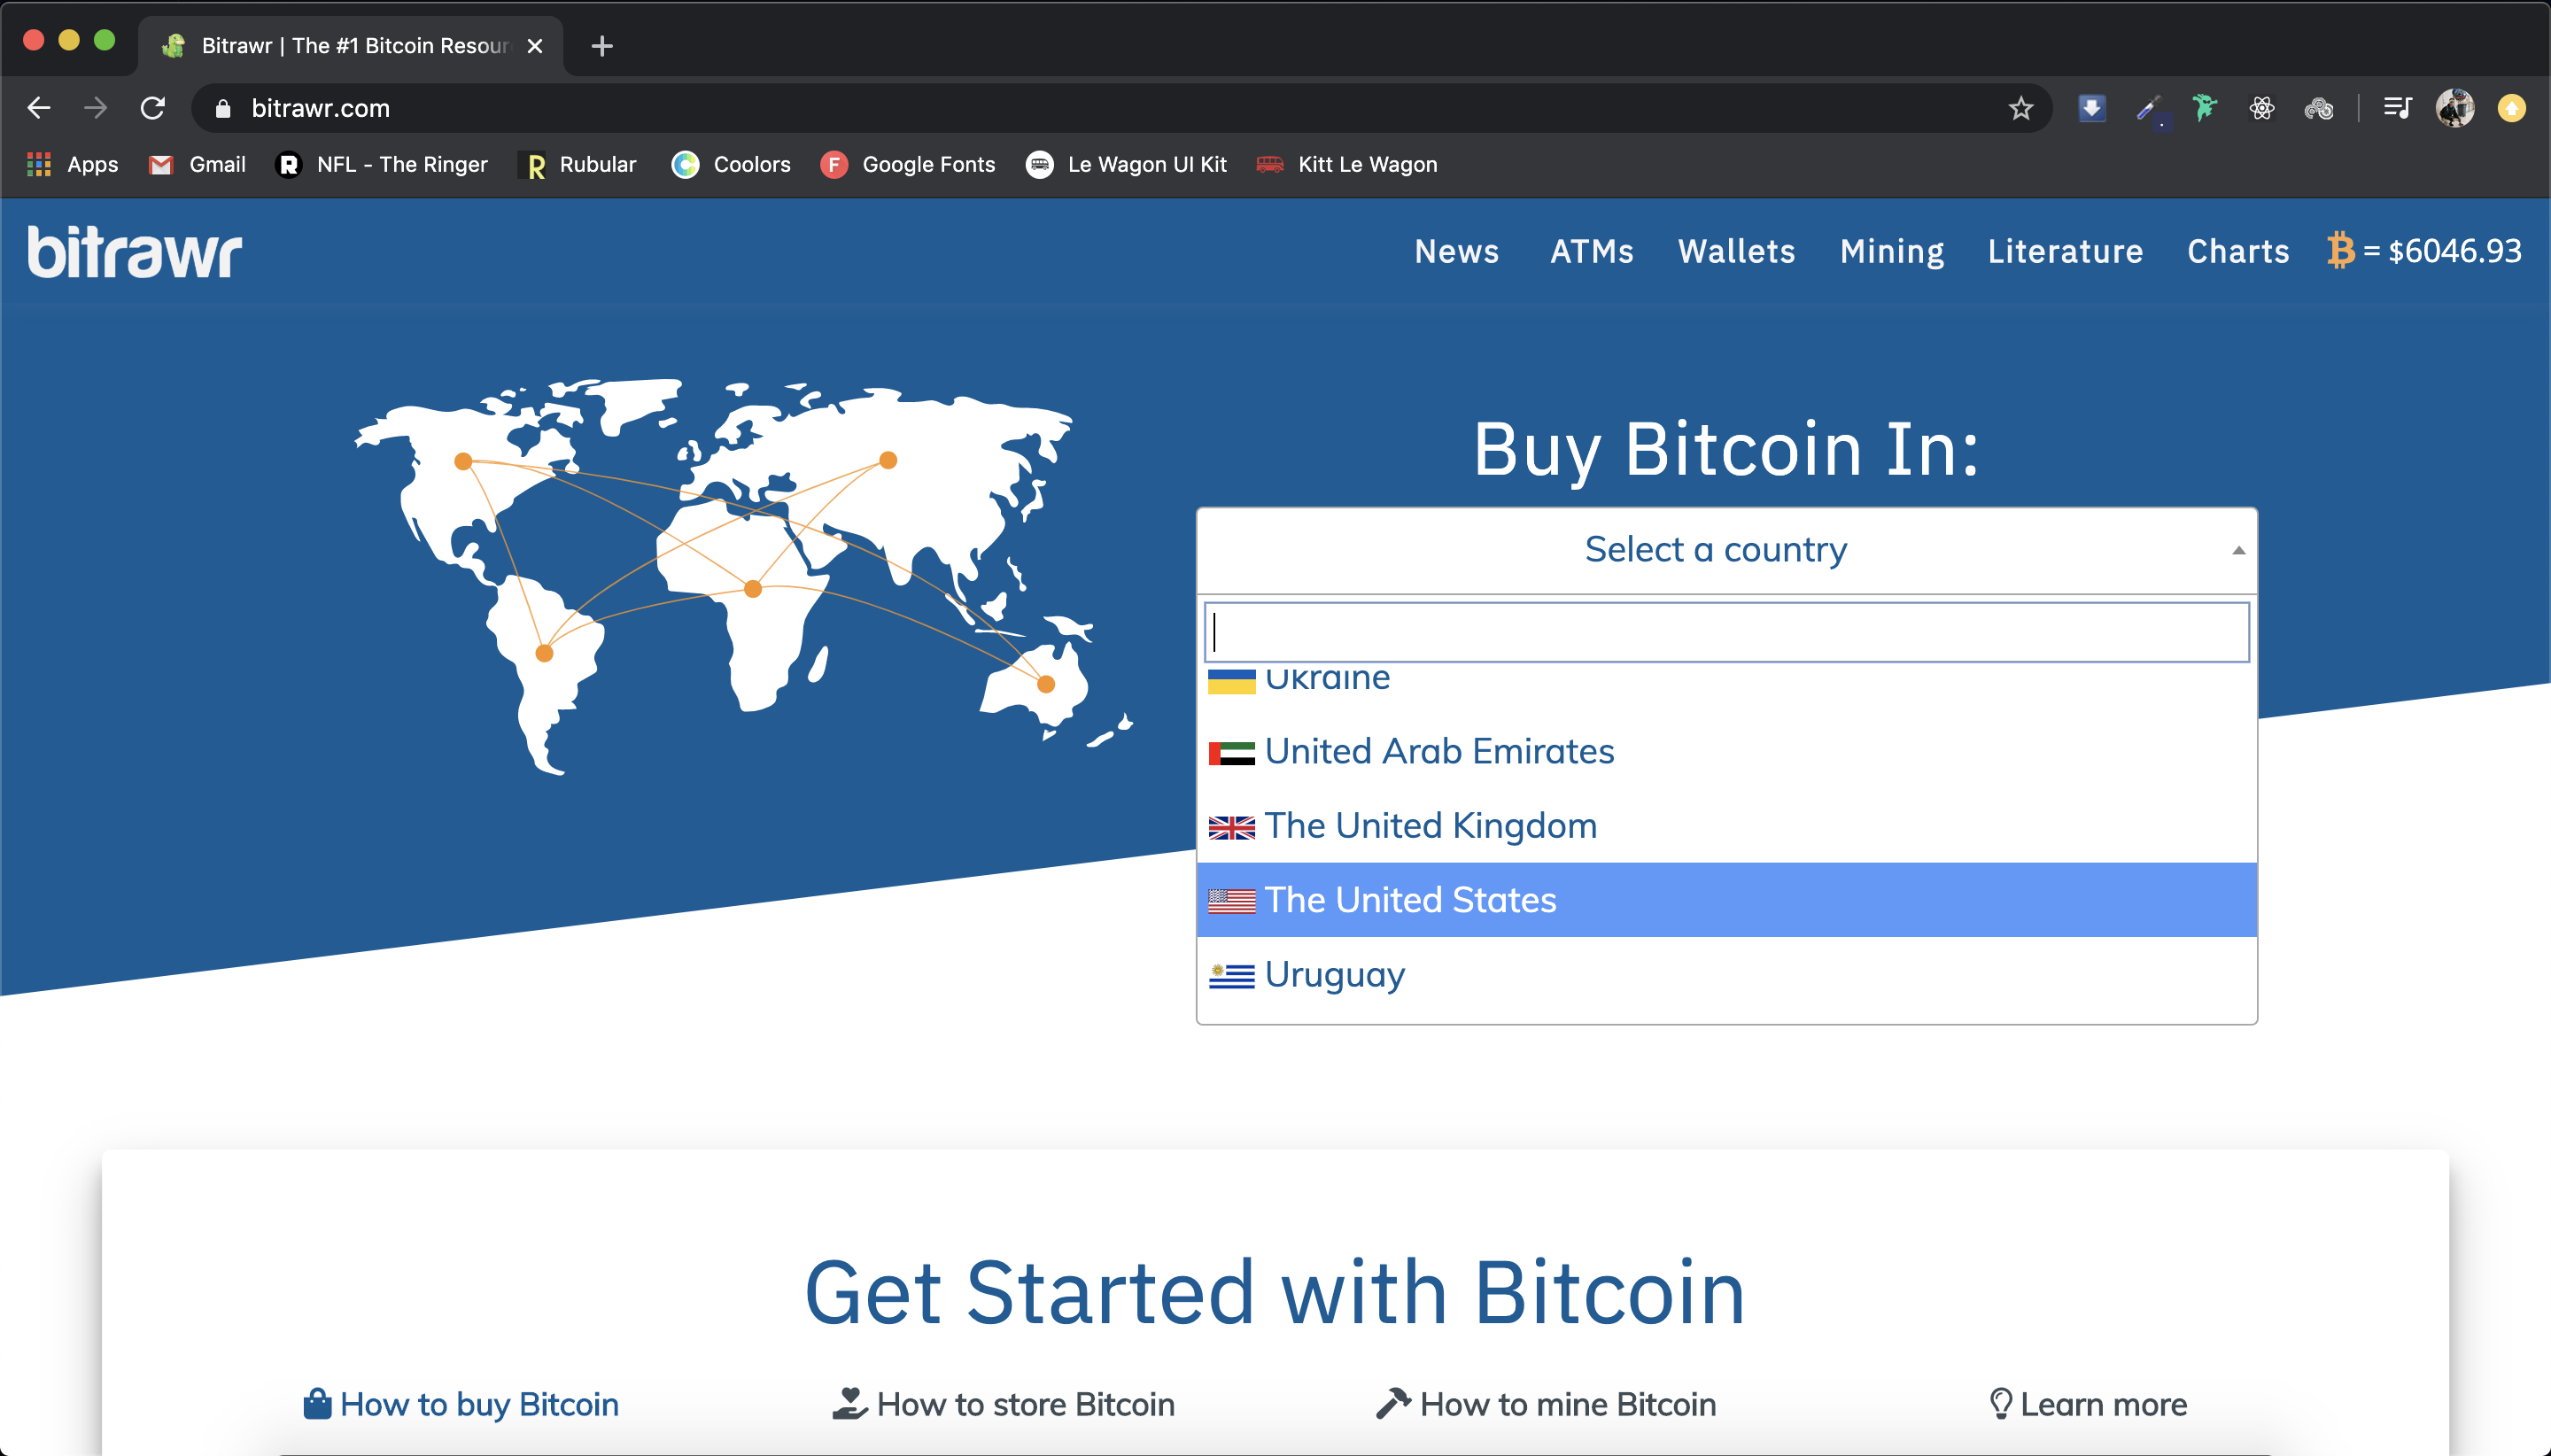 Bitrawr | The #1 Bitcoin Resour
bitrawr.com
Apps Gmail NFL - The Ringer Rubular Coolors Google Fonts Le Wagon UI Kit Kitt Le Wagon
bitrawr
News ATMs Wallets Mining Literature Charts ₿ = $6046.93
Buy Bitcoin In:
Select a country
Ukraine
United Arab Emirates
The United Kingdom
The United States
Uruguay
Get Started with Bitcoin
How to buy Bitcoin How to store Bitcoin How to mine Bitcoin Learn more